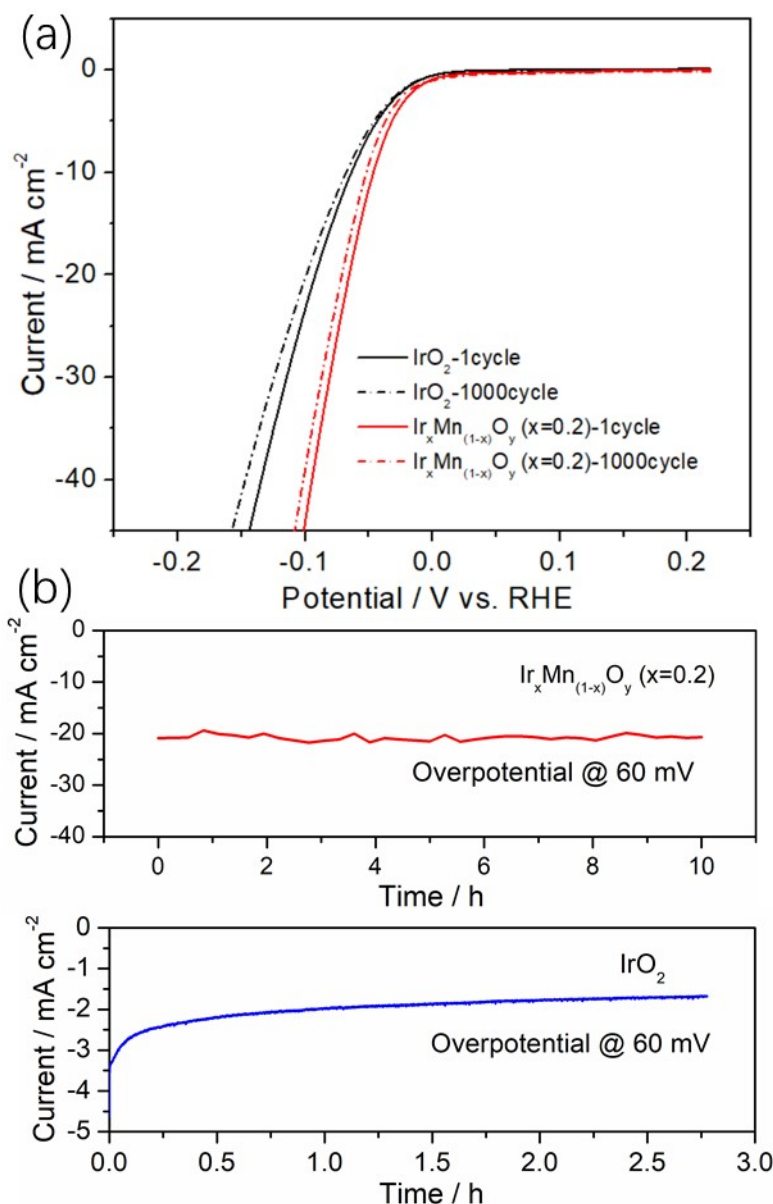 (a)
0
-10
-20
-30
-40
Current / mA cm-2
IrO2-1cycle
IrO2-1000cycle
IrxMn(1-x)Oy (x=0.2)-1cycle
IrxMn(1-x)Oy (x=0.2)-1000cycle
-0.2 -0.1 0.0 0.1 0.2
Potential / V vs. RHE
(b)
0
-10
-20
-30
-40
Current / mA cm-2
IrxMn(1-x)Oy (x=0.2)
Overpotential @ 60 mV
0 2 4 6 8 10
Time / h
0
-1
-2
-3
-4
-5
Current / mA cm-2
IrO2
Overpotential @ 60 mV
0.0 0.5 1.0 1.5 2.0 2.5 3.0
Time / h